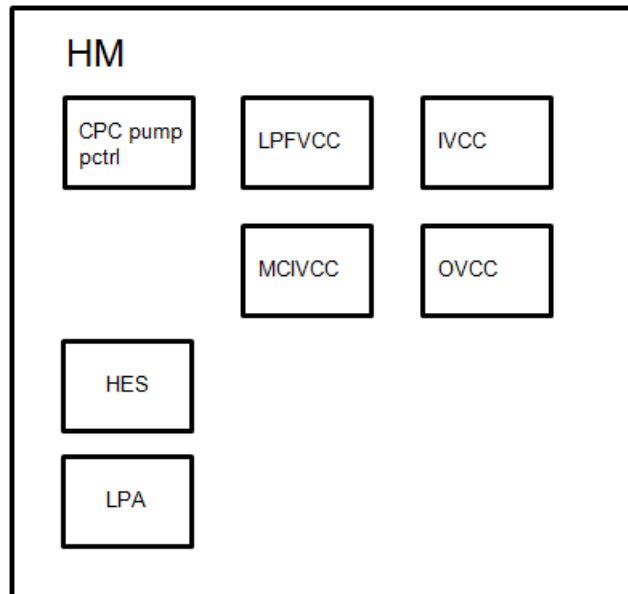 HM
CPC pump
pctrl
LPFVCC
IVCC
MCIVCC
OVCC
HES
LPA